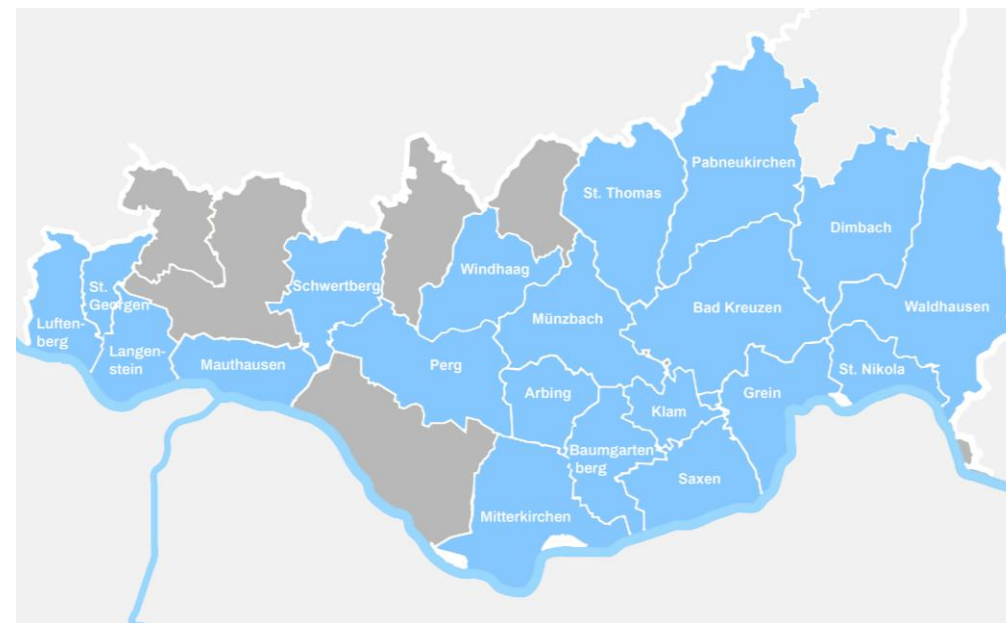 Pabneukirchen
St. Thomas
Dimbach
Windhaag
St.
Georgen
Schwertberg
Bad Kreuzen
Waldhausen
Münzbach
Luften-
berg
Langen-
stein
Mauthausen
Perg
St. Nikola
Arbing
Grein
Klam
Baumgarten
berg
Saxen
Mitterkirchen